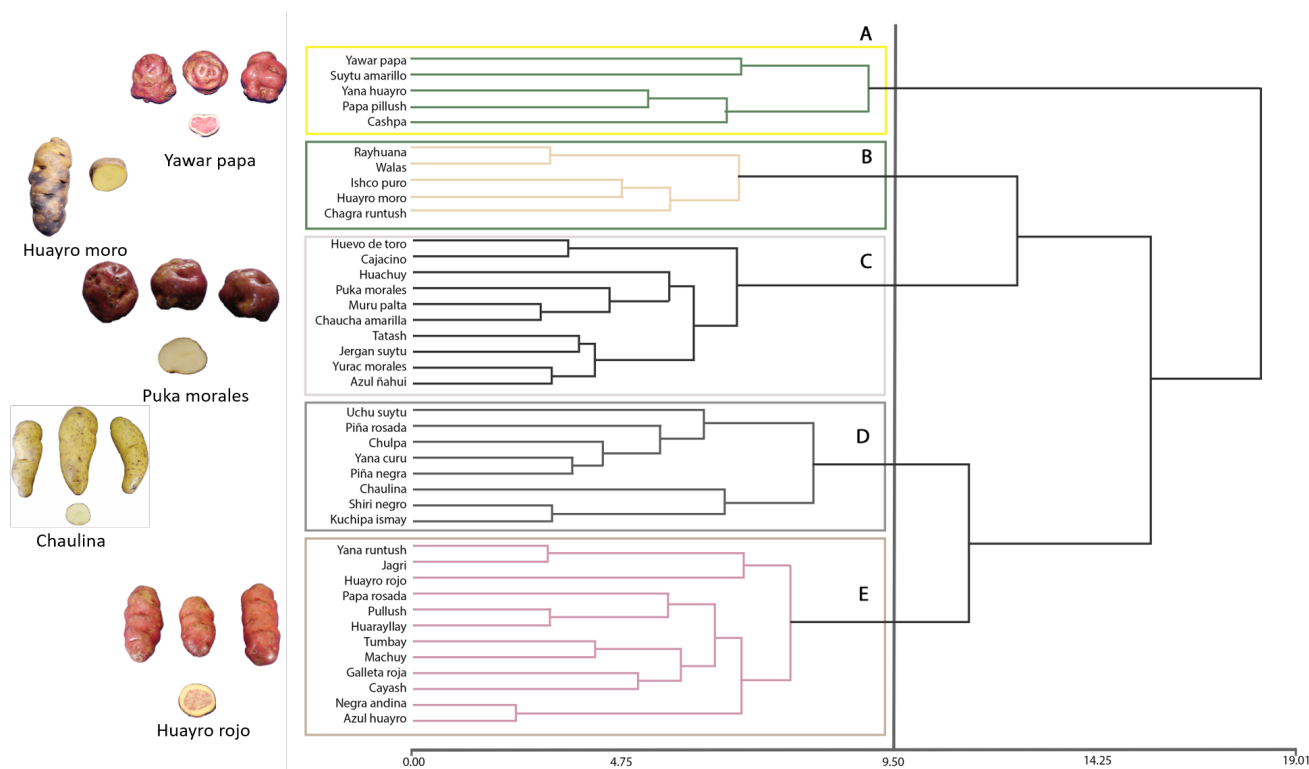 Yawar papa
Huayro moro
Puka morales
Chaulina
Huayro rojo
A
Yawar papa
Suytu amarillo
Yana huayro
Papa pillush
Cashpa
B
Rayhuana
Walas
Ishco puro
Huayro moro
Chagra runtush
C
Huevo de toro
Cajacino
Huachuy
Puka morales
Muru palta
Chaucha amarilla
Tatash
Jergan suytu
Yurac morales
Azul ñahui
D
Uchu suytu
Piña rosada
Chulpa
Yana curu
Piña negra
Chaulina
Shiri negro
Kuchipa ismay
E
Yana runtush
Jagri
Huayro rojo
Papa rosada
Pullush
Huarayllay
Tumbay
Machuy
Galleta roja
Cayash
Negra andina
Azul huayro
0.00 4.75 9.50 14.25 19.01